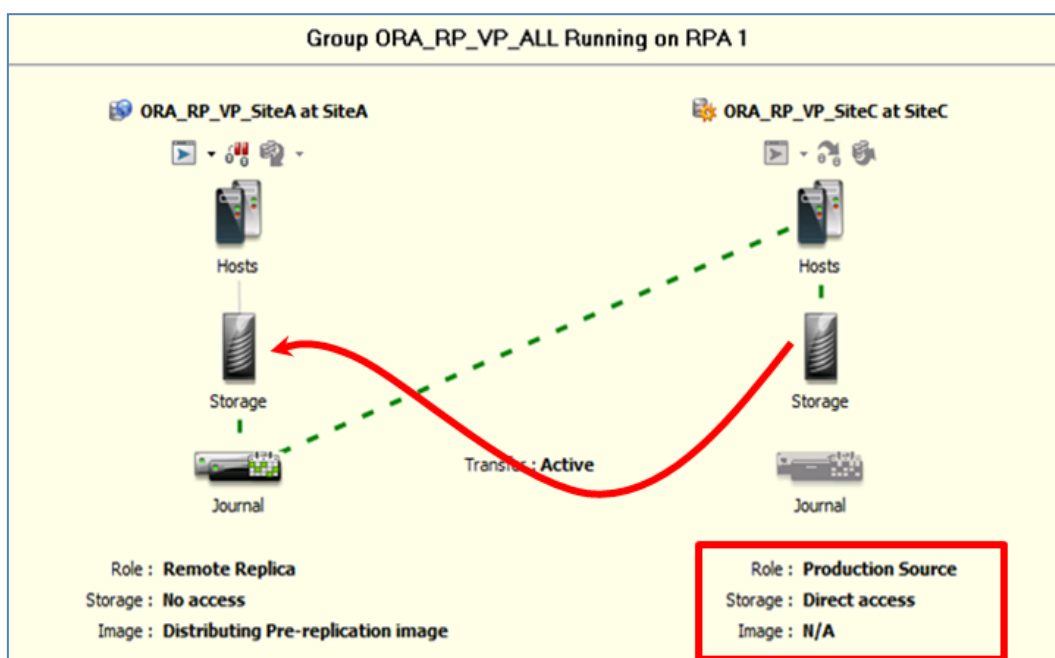 Group ORA_RP_VP_ALL Running on RPA 1
ORA_RP_VP_SiteA at SiteA
ORA_RP_VP_SiteC at SiteC
Hosts
Hosts
Storage
Storage
Transfer : Active
Journal
Journal
Role : Remote Replica
Storage : No access
Image : Distributing Pre-replication image
Role : Production Source
Storage : Direct access
Image : N/A